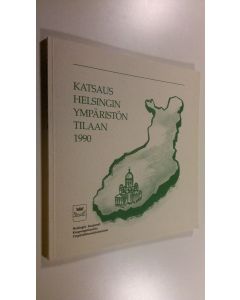 KATSAUS
HELSINGIN
YMPÄRISTÖN
TILAAN
1990